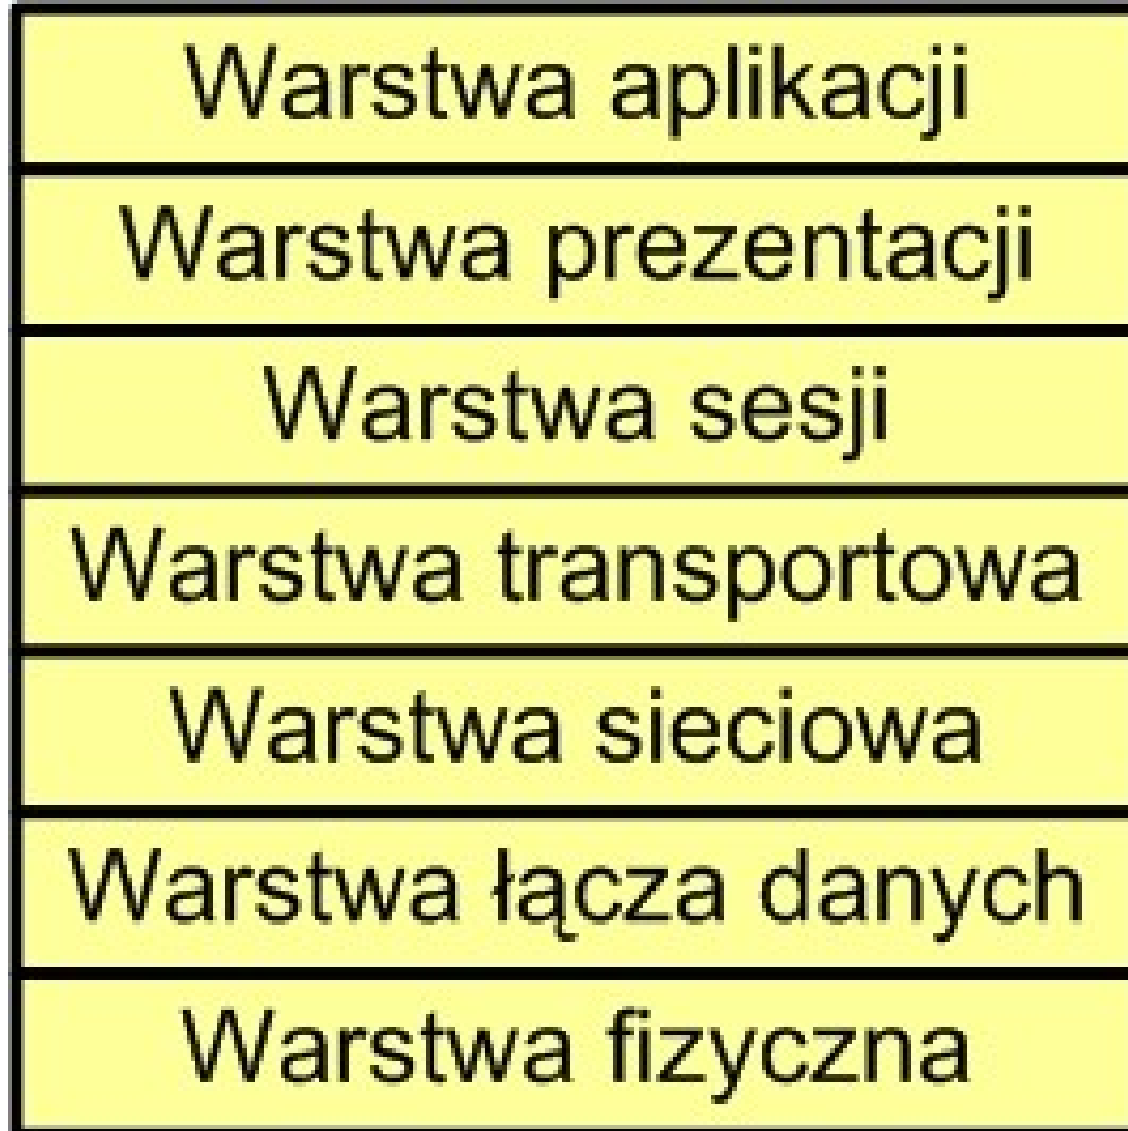 Warstwa aplikacji
Warstwa prezentacji
Warstwa sesji
Warstwa transportowa
Warstwa sieciowa
Warstwa łącza danych
Warstwa fizyczna